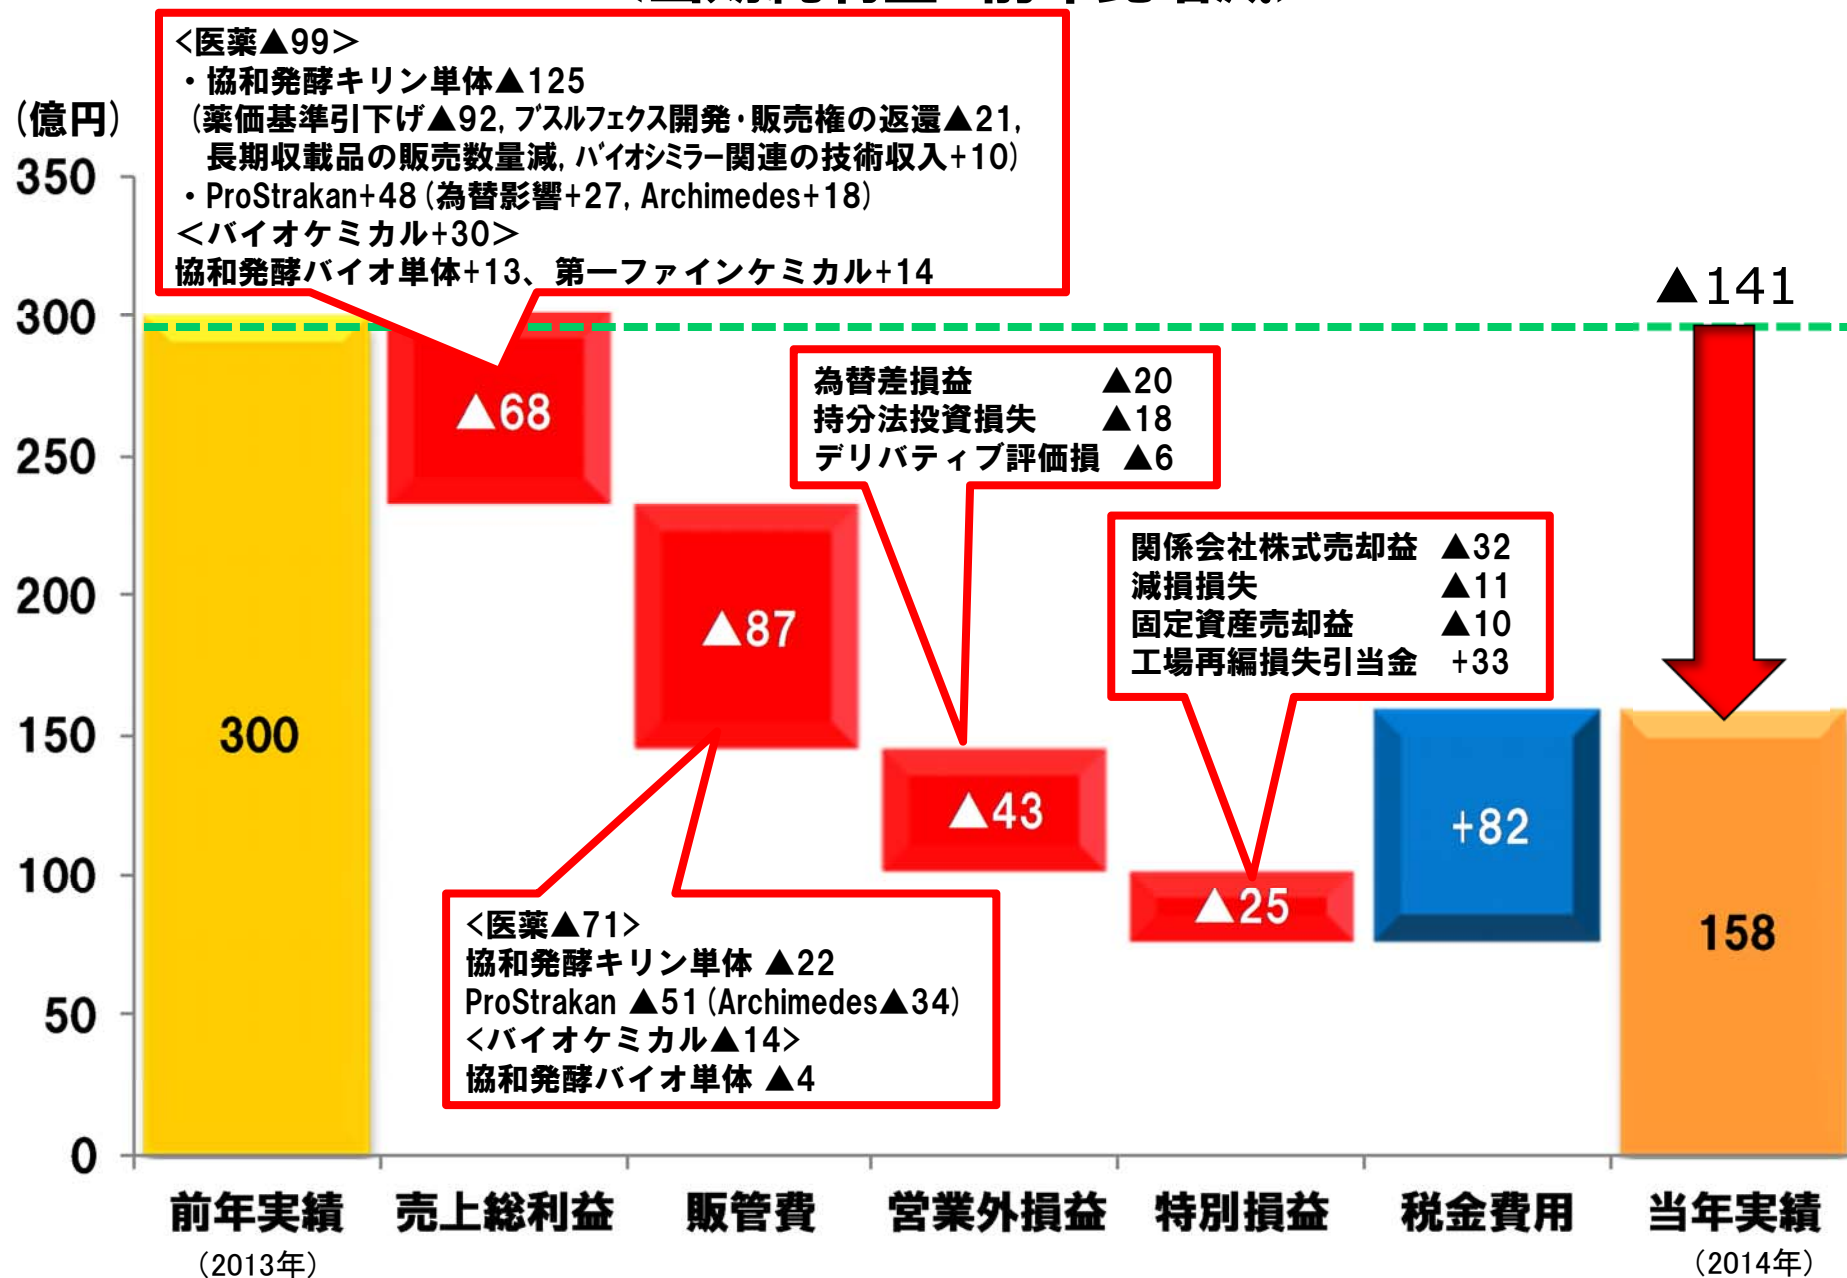 <医薬▲99>
・協和発酵キリン単体▲125
(薬価基準引下げ▲92, ブスルフェクス開発・販売権の返還▲21,
長期収載品の販売数量減, バイオシミラー関連の技術収入+10)
・ProStrakan+48(為替影響+27, Archimedes+18)
<バイオケミカル+30>
協和発酵バイオ単体+13、第一ファインケミカル+14
(億円)
350
300
250
200
150
100
50
0
▲141
▲68
為替差損益 ▲20
持分法投資損失 ▲18
デリバティブ評価損 ▲6
関係会社株式売却益 ▲32
減損損失 ▲11
固定資産売却益 ▲10
工場再編損失引当金 +33
▲87
300
▲43
+82
▲25
158
<医薬▲71>
協和発酵キリン単体 ▲22
ProStrakan ▲51(Archimedes▲34)
<バイオケミカル▲14>
協和発酵バイオ単体 ▲4
前年実績
(2013年)
売上総利益
販管費
営業外損益
特別損益
税金費用
当年実績
(2014年)